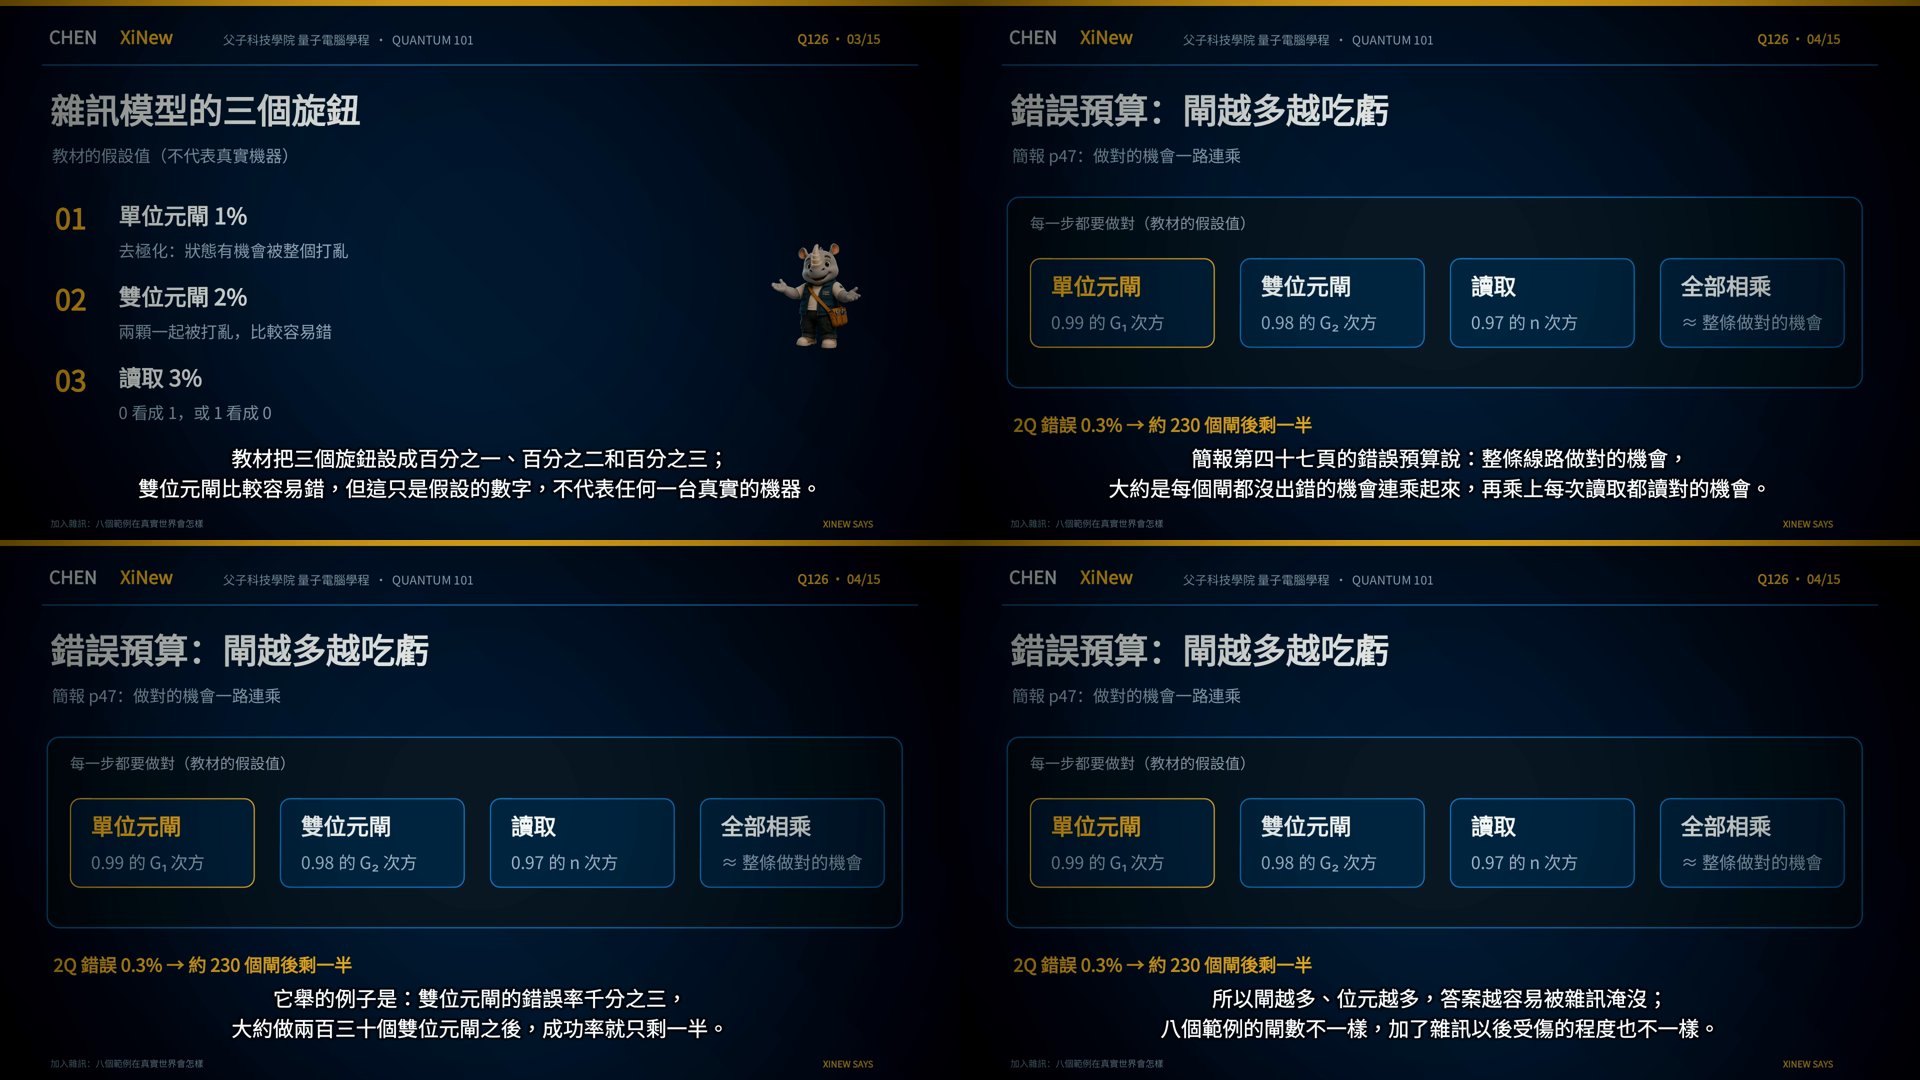 CHEN XiNew 父子科技學院 量子電腦學程 • QUANTUM 101 Q126 • 03/15
雜訊模型的三個旋鈕
教材的假設值（不代表真實機器）
01 單位元閘 1%
去極化：狀態有機會被整個打亂
02 雙位元閘 2%
兩顆一起被打亂，比較容易錯
03 讀取 3%
0 看成 1，或 1 看成 0
教材把三個旋鈕設成百分之一、百分之二和百分之三；
雙位元閘比較容易錯，但這只是假設的數字，不代表任何一台真實的機器。
加入雜訊：八個範例在真實世界會怎樣 XINEW SAYS
CHEN XiNew 父子科技學院 量子電腦學程 • QUANTUM 101 Q126 • 04/15
錯誤預算：閘越多越吃虧
簡報 p47：做對的機會一路連乘
每一步都要做對（教材的假設值）
單位元閘 雙位元閘 讀取 全部相乘
0.99 的 G₁ 次方 0.98 的 G₂ 次方 0.97 的 n 次方 ≈ 整條做對的機會
2Q 錯誤 0.3% → 約 230 個閘後剩一半
簡報第四十七頁的錯誤預算說：整條線路做對的機會，
大約是每個閘都沒出錯的機會連乘起來，再乘上每次讀取都讀對的機會。
加入雜訊：八個範例在真實世界會怎樣 XINEW SAYS
CHEN XiNew 父子科技學院 量子電腦學程 • QUANTUM 101 Q126 • 04/15
錯誤預算：閘越多越吃虧
簡報 p47：做對的機會一路連乘
每一步都要做對（教材的假設值）
單位元閘 雙位元閘 讀取 全部相乘
0.99 的 G₁ 次方 0.98 的 G₂ 次方 0.97 的 n 次方 ≈ 整條做對的機會
2Q 錯誤 0.3% → 約 230 個閘後剩一半
它舉的例子是：雙位元閘的錯誤率千分之三，
大約做兩百三十個雙位元閘之後，成功率就只剩一半。
加入雜訊：八個範例在真實世界會怎樣 XINEW SAYS
CHEN XiNew 父子科技學院 量子電腦學程 • QUANTUM 101 Q126 • 04/15
錯誤預算：閘越多越吃虧
簡報 p47：做對的機會一路連乘
每一步都要做對（教材的假設值）
單位元閘 雙位元閘 讀取 全部相乘
0.99 的 G₁ 次方 0.98 的 G₂ 次方 0.97 的 n 次方 ≈ 整條做對的機會
2Q 錯誤 0.3% → 約 230 個閘後剩一半
所以閘越多、位元越多，答案越容易被雜訊淹沒；
八個範例的閘數不一樣，加了雜訊以後受傷的程度也不一樣。
加入雜訊：八個範例在真實世界會怎樣 XINEW SAYS